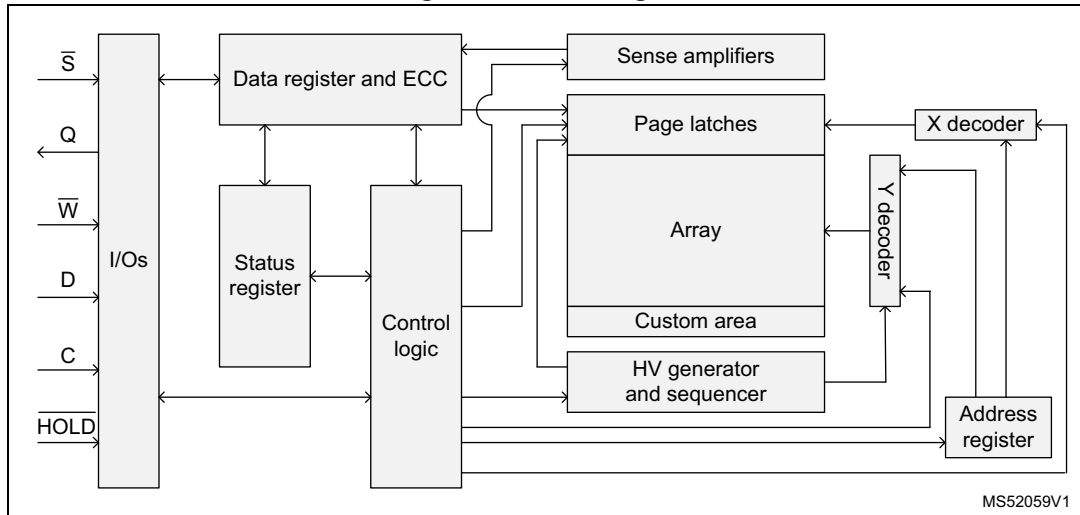 S̅
Q
W̅
D
C
H̅O̅L̅D̅
I/Os
Data register and ECC
Status
register
Control
logic
Sense amplifiers
Page latches
Array
Custom area
HV generator
and sequencer
X decoder
Y decoder
Address
register
MS52059V1